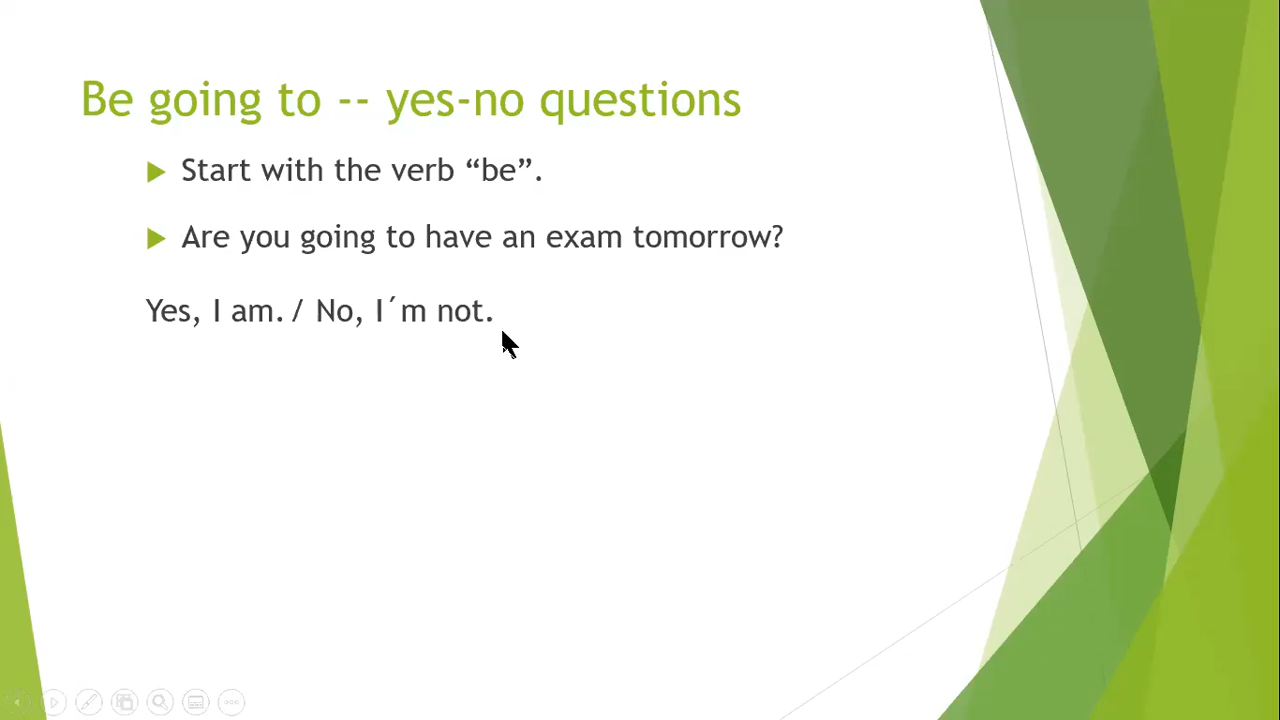 Be going to -- yes-no questions
Start with the verb “be”.
Are you going to have an exam tomorrow?
Yes, I am. / No, I´m not.